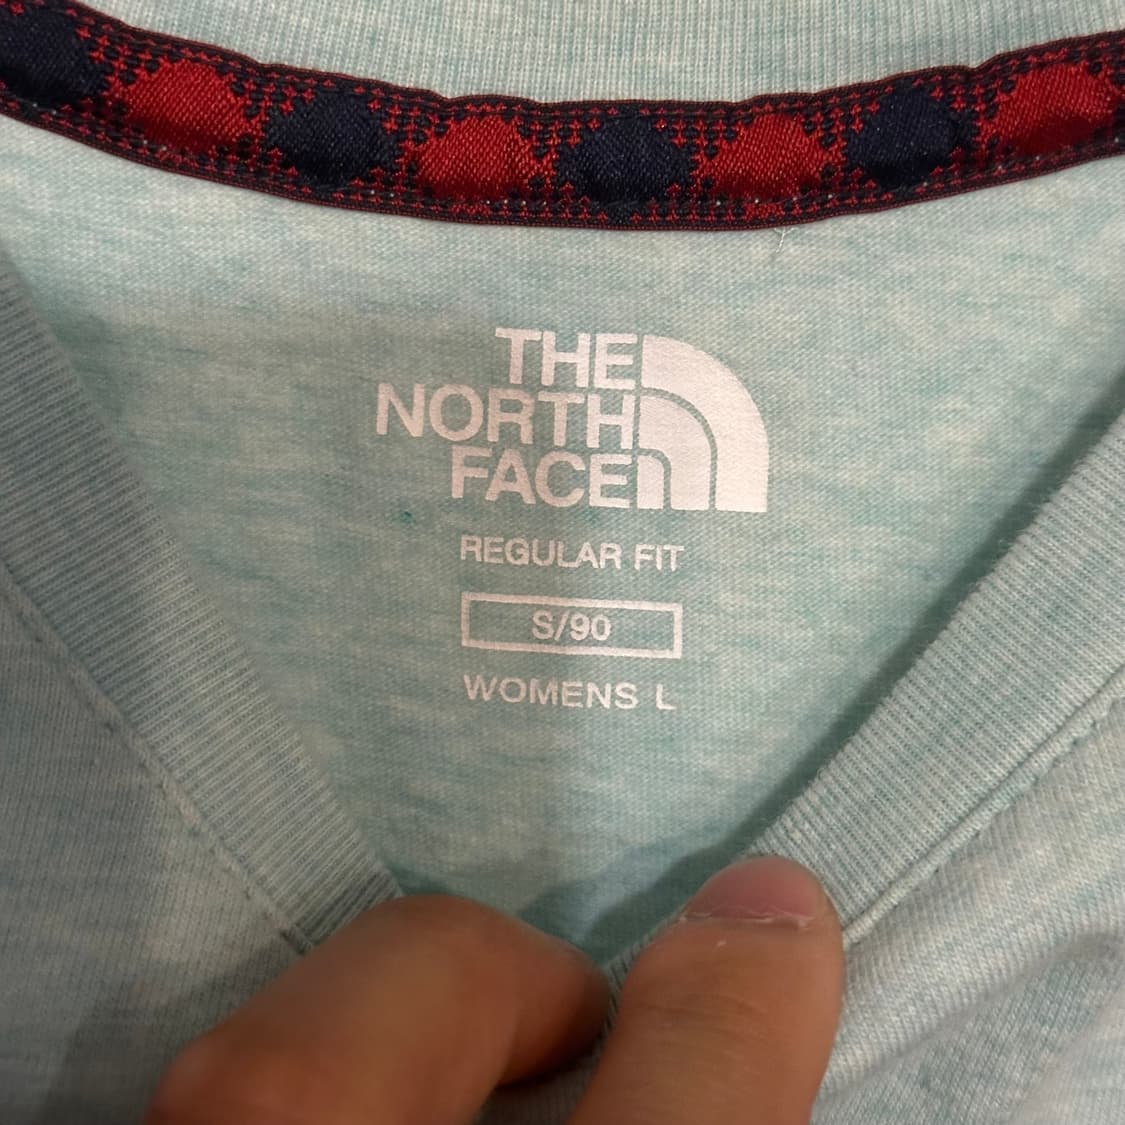 THE
NORTH
FACE
REGULAR FIT
S/90
WOMENS L